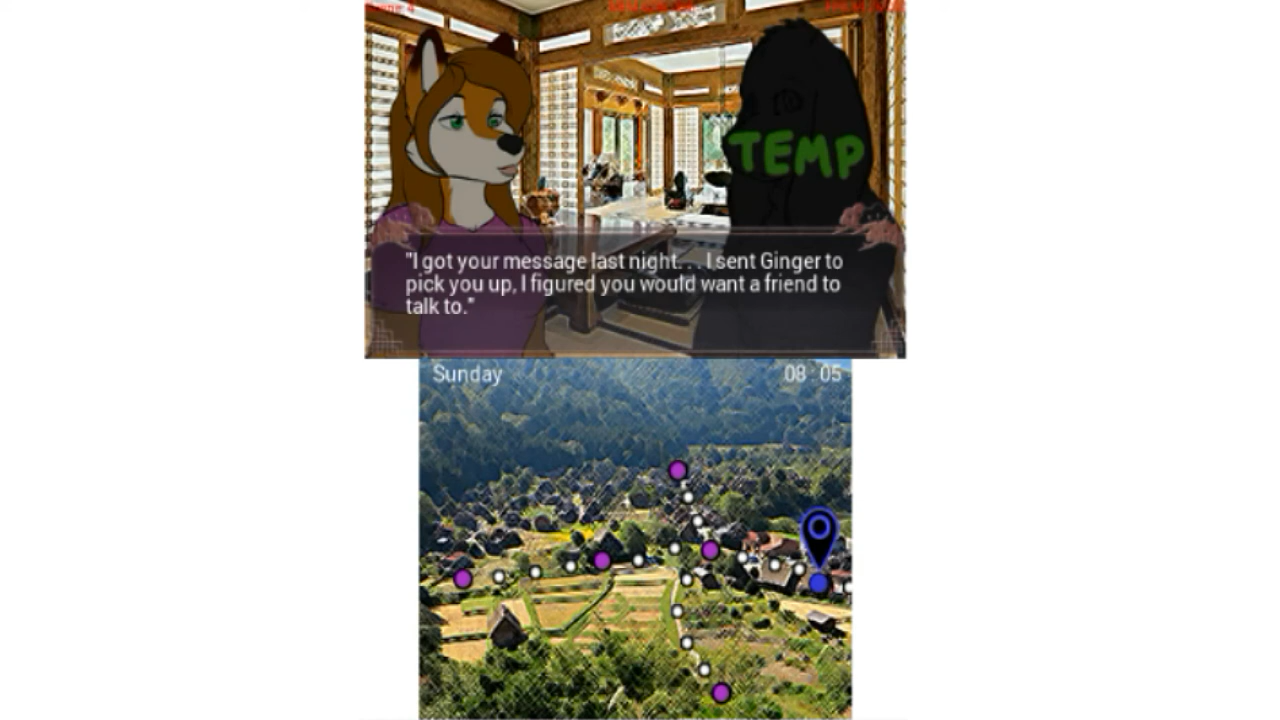 TEMP
"I got your message last night. . . I sent Ginger to
pick you up, I figured you would want a friend to
talk to."
Sunday
08 05